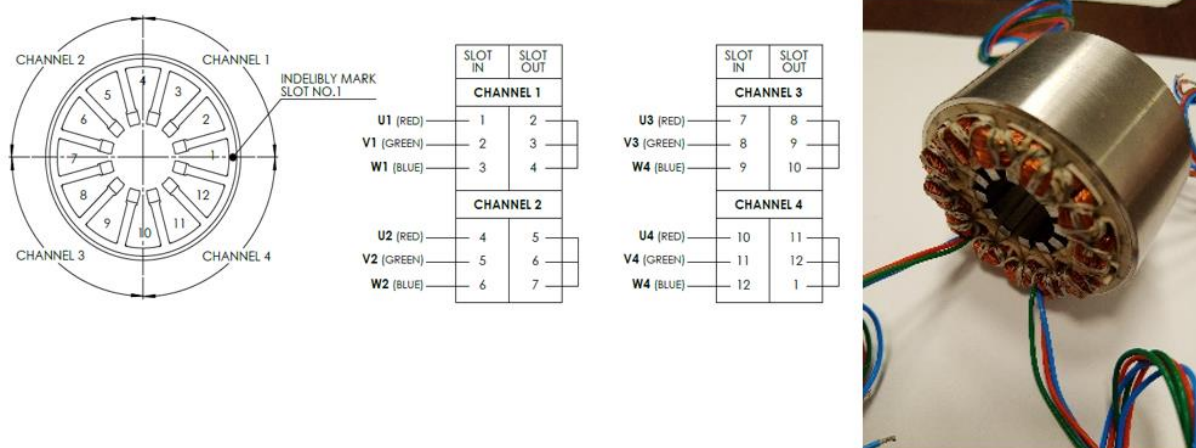 CHANNEL 2
CHANNEL 1
INDELIBLY MARK
SLOT NO.1
4
3
5
2
6
1
7
12
8
11
9
10
CHANNEL 3
CHANNEL 4
SLOT IN SLOT OUT
CHANNEL 1
U1 (RED) 1 2
V1 (GREEN) 2 3
W1 (BLUE) 3 4
CHANNEL 2
U2 (RED) 4 5
V2 (GREEN) 5 6
W2 (BLUE) 6 7
SLOT IN SLOT OUT
CHANNEL 3
U3 (RED) 7 8
V3 (GREEN) 8 9
W4 (BLUE) 9 10
CHANNEL 4
U4 (RED) 10 11
V4 (GREEN) 11 12
W4 (BLUE) 12 1